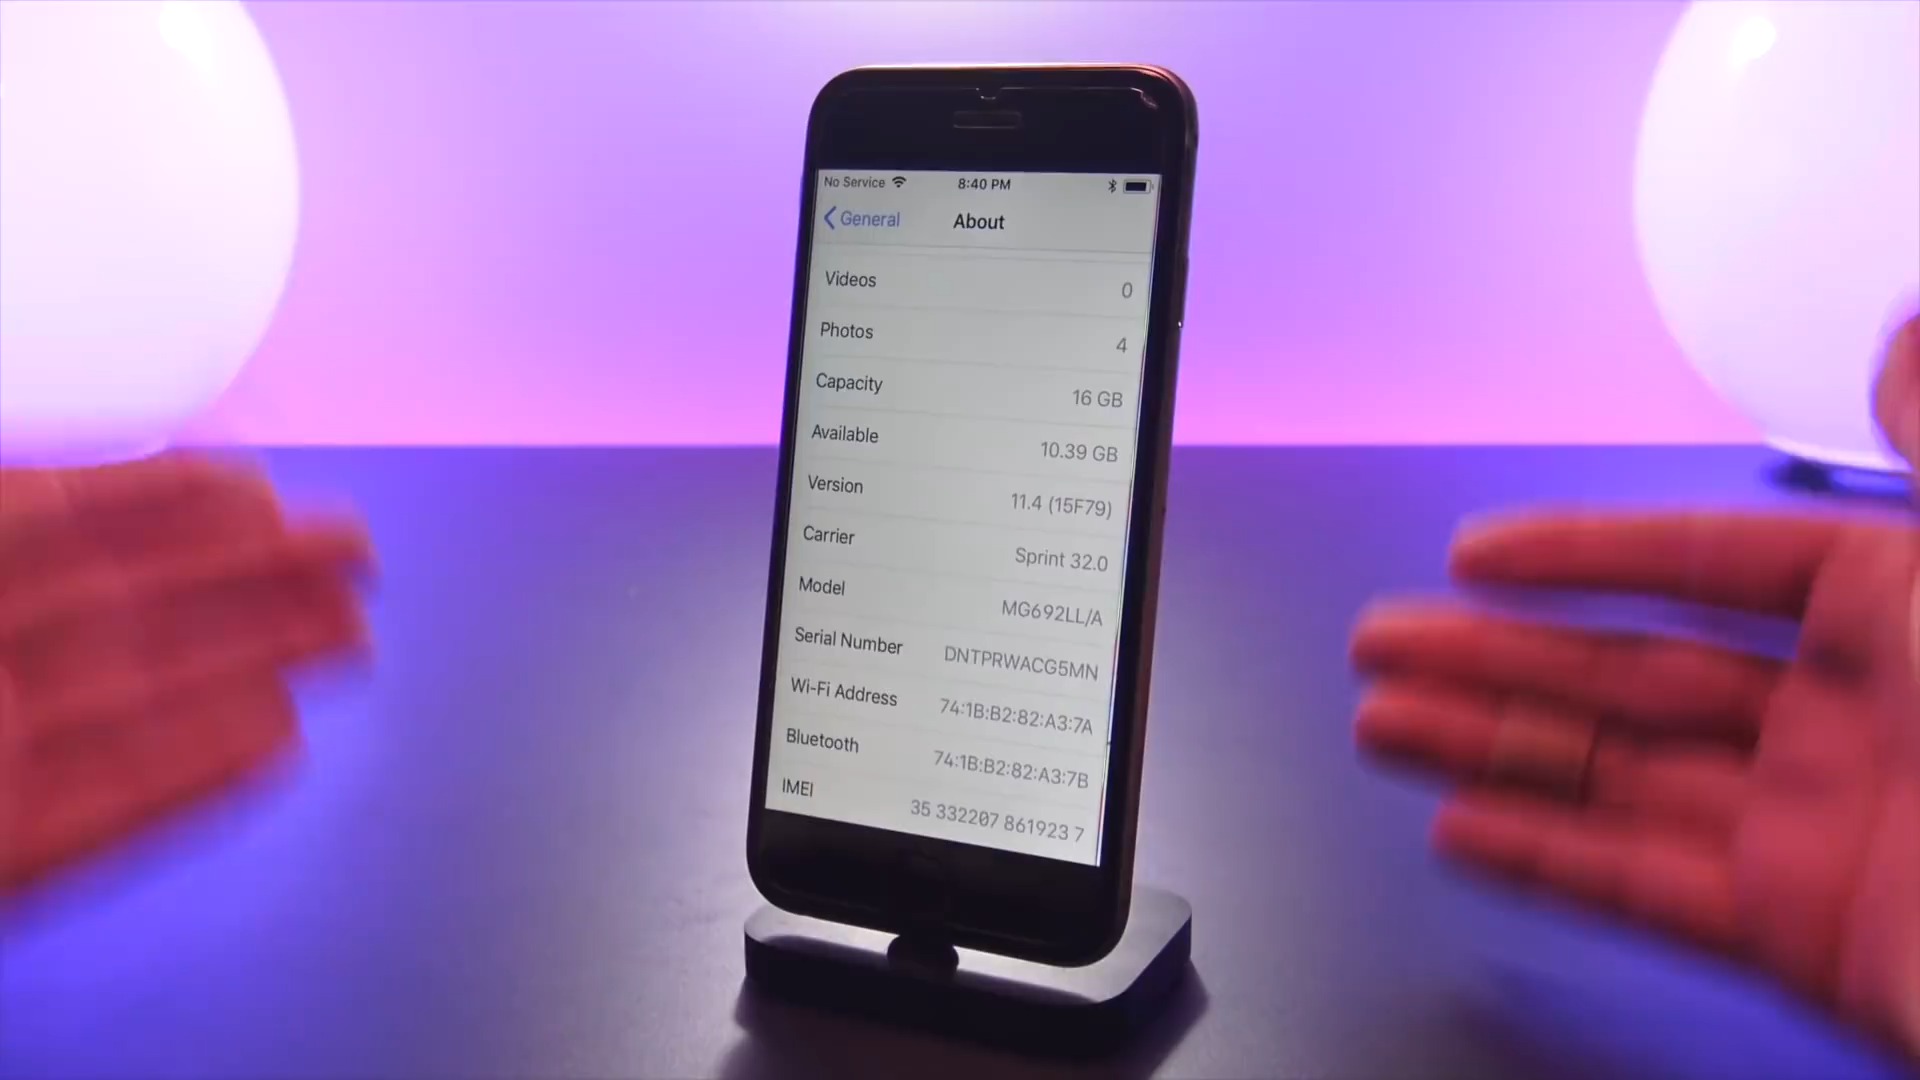 No Service 8:40 PM
General About
Videos 0
Photos 4
Capacity 16 GB
Available 10.39 GB
Version 11.4 (15F79)
Carrier Sprint 32.0
Model MG692LL/A
Serial Number DNTPRWACG5MN
Wi-Fi Address 74:1B:B2:82:A3:7A
Bluetooth 74:1B:B2:82:A3:7B
IMEI 35 332207 861923 7